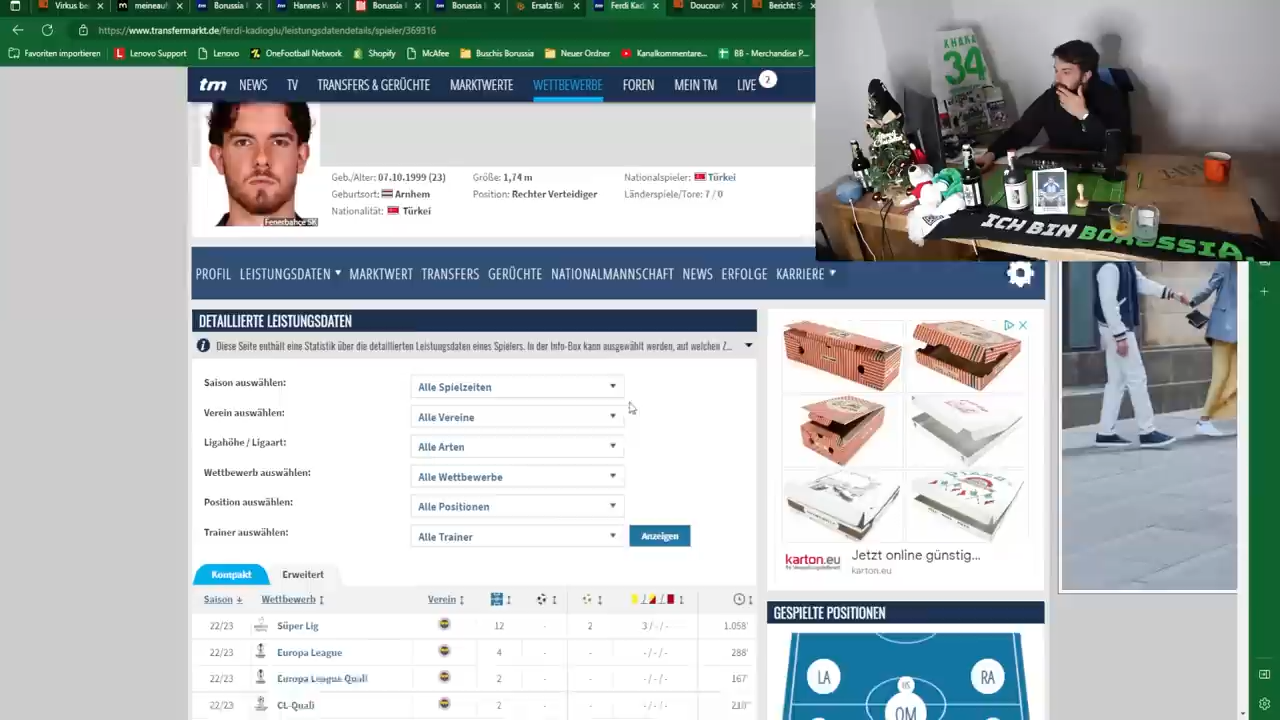 Virkus be
meineauf
Borussia I
Hannes W
Borussia
Borussia
Ersatz für
Ferdi Kadi
Doucour
Bericht: S
https://www.transfermarkt.de/ferdi-kadioglu/leistungsdatendetails/spieler/369316
Favoriten importieren
Lenovo Support
Lenovo
OneFootball Network
Shopify
McAfee
Buschis Borussia
Neuer Ordner
Kanalkommentare...
BB - Merchandise P...
tm NEWS TV TRANSFERS & GERÜCHTE MARKTWERTE WETTBEWERBE FOREN MEIN TM LIVE 2
Geb./Alter: 07.10.1999 (23) Größe: 1,74 m Nationalspieler: Türkei
Geburtsort: Arnhem Position: Rechter Verteidiger Länderspiele/Tore: 7 / 0
Nationalität: Türkei
Fenerbahçe SK
KHANA
34
ICH BIN BORUSSIA.
PROFIL LEISTUNGSDATEN MARKTWERT TRANSFERS GERÜCHTE NATIONALMANNSCHAFT NEWS ERFOLGE KARRIERE
DETAILLIERTE LEISTUNGSDATEN
Diese Seite enthält eine Statistik über die detaillierten Leistungsdaten eines Spielers. In der Info-Box kann ausgewählt werden, auf welchen Z...
Saison auswählen: Alle Spielzeiten
Verein auswählen: Alle Vereine
Ligahöhe / Ligaart: Alle Arten
Wettbewerb auswählen: Alle Wettbewerbe
Position auswählen: Alle Positionen
Trainer auswählen: Alle Trainer Anzeigen
Kompakt Erweitert
Saison Wettbewerb Verein
22/23 Süper Lig 12 - 2 3 / - / - 1.058'
22/23 Europa League 4 - - - / - / - 288'
22/23 Europa League Quali 2 - - - / - / - 167'
22/23 CL-Quali 2 - - - / - / - 210'
karton.eu
Jetzt online günstig...
karton.eu
GESPIELTE POSITIONEN
LA
HS
RA
OM